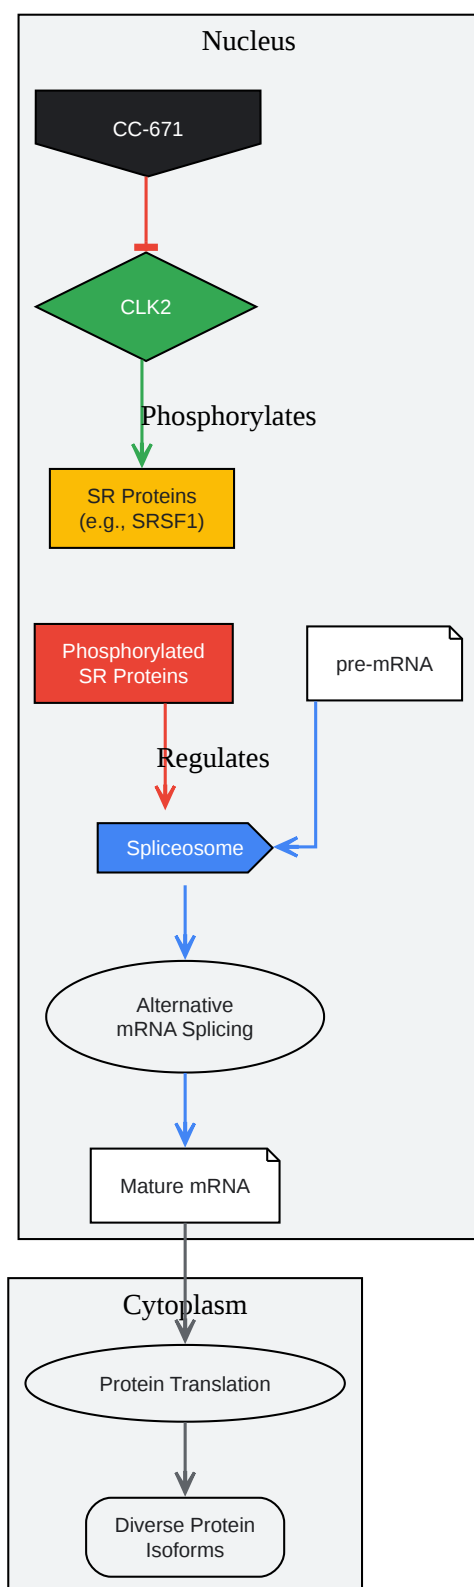 Nucleus
CC-671
CLK2
Phosphorylates
SR Proteins
(e.g., SRSF1)
Phosphorylated
SR Proteins
pre-mRNA
Regulates
Spliceosome
Alternative
mRNA Splicing
Mature mRNA
Cytoplasm
Protein Translation
Diverse Protein
Isoforms